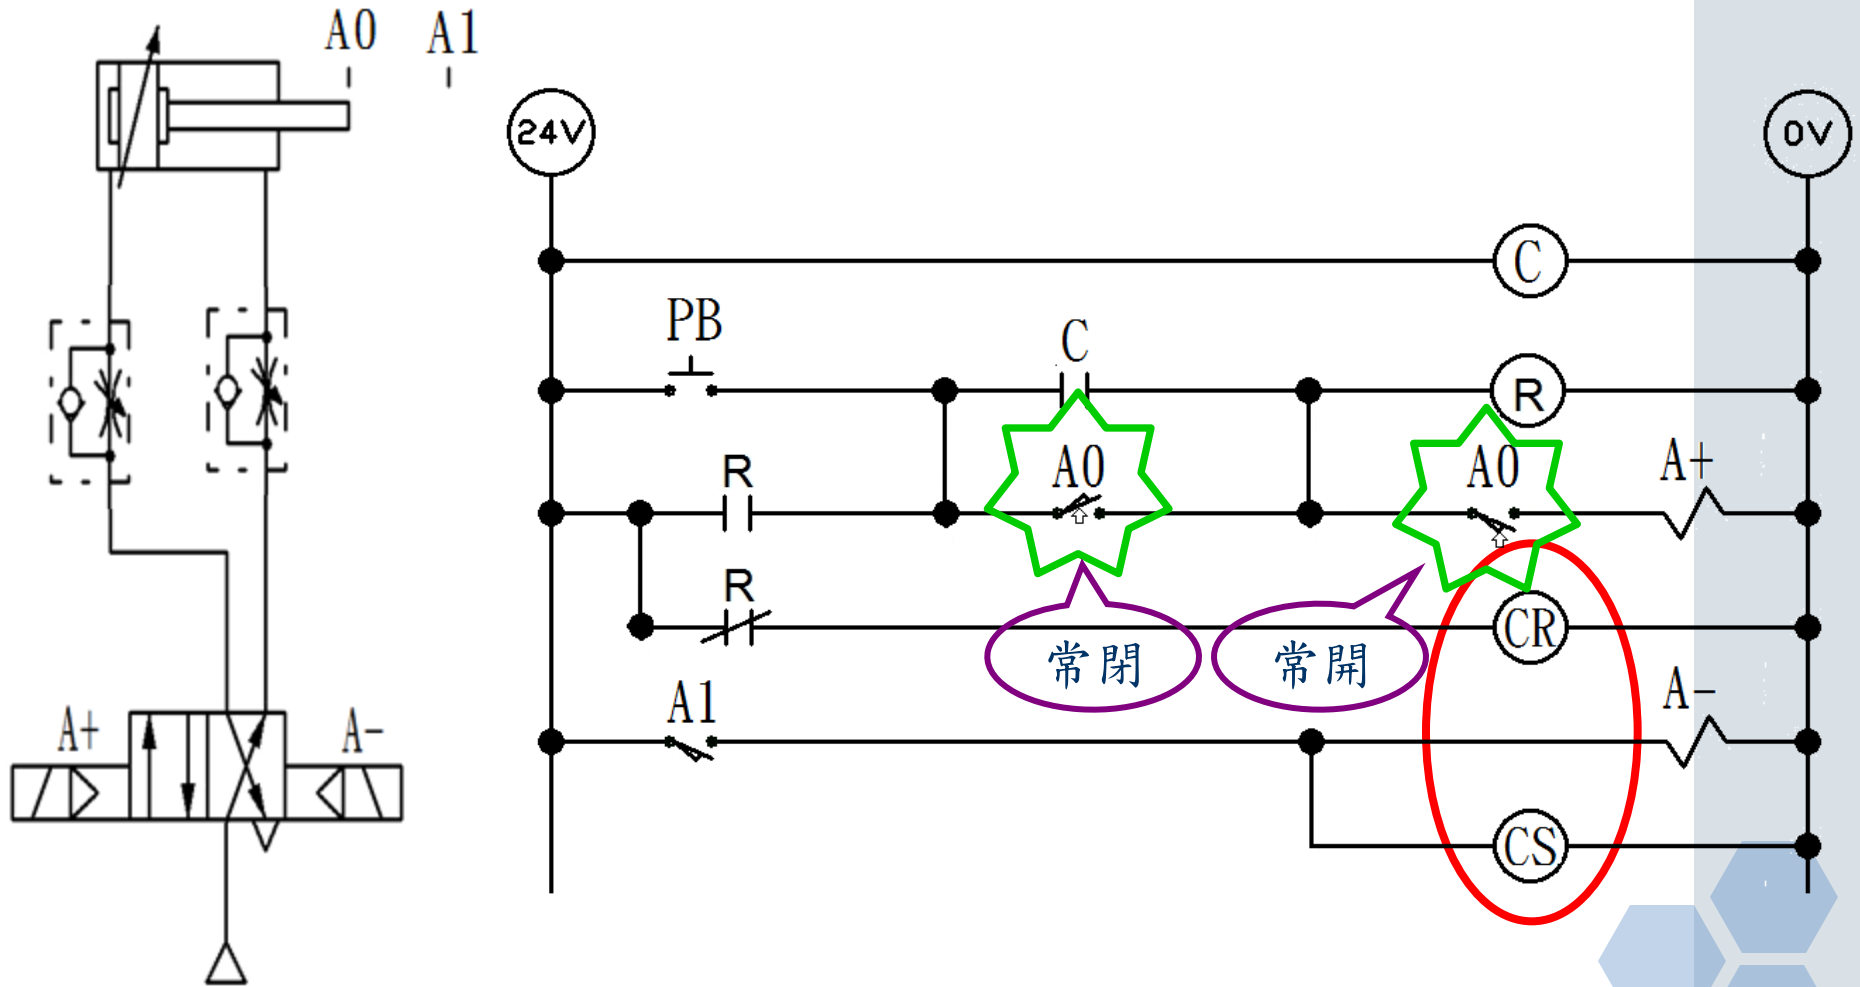 A0 A1
24V
0V
C
PB
C
R
R
A0
A0
A+
R
CR
常閉
常開
A1
A-
A+
A-
CS